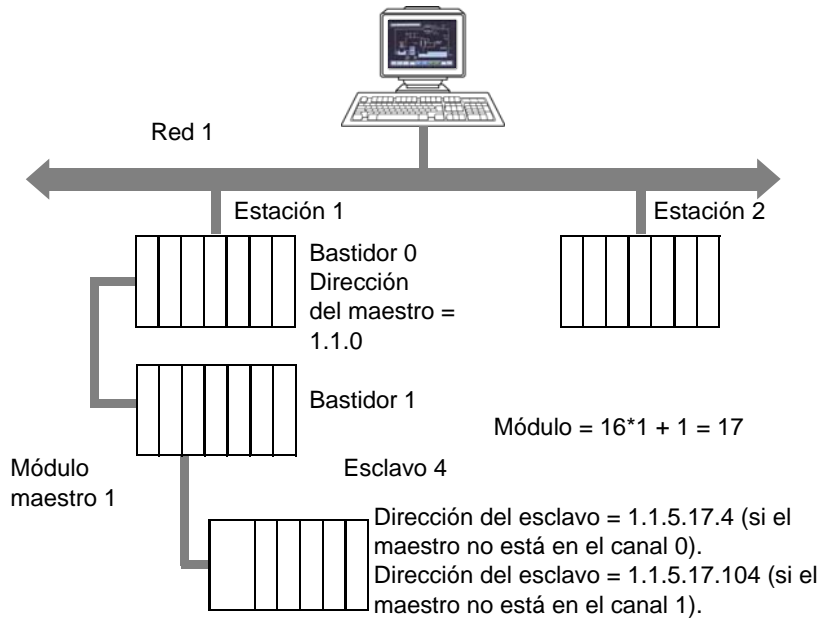 Red 1
Estación 1
Estación 2
Bastidor 0
Dirección
del maestro =
1.1.0
Bastidor 1
Módulo = 16*1 + 1 = 17
Módulo
maestro 1
Esclavo 4
Dirección del esclavo = 1.1.5.17.4 (si el
maestro no está en el canal 0).
Dirección del esclavo = 1.1.5.17.104 (si el
maestro no está en el canal 1).